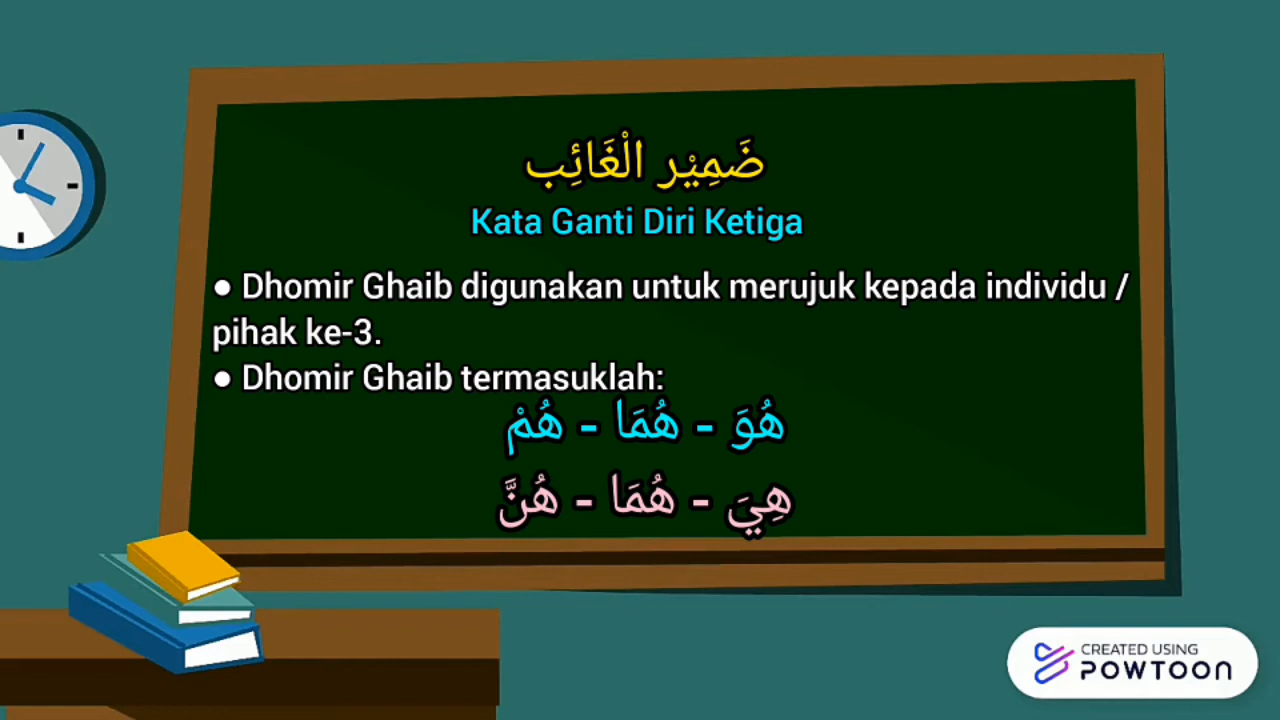 ضَمِيْر الْغَائِب
Kata Ganti Diri Ketiga
● Dhomir Ghaib digunakan untuk merujuk kepada individu /
pihak ke-3.
● Dhomir Ghaib termasuklah:
هُوَ - هُمَا - هُمْ
هِيَ - هُمَا - هُنَّ
CREATED USING
POWTOON